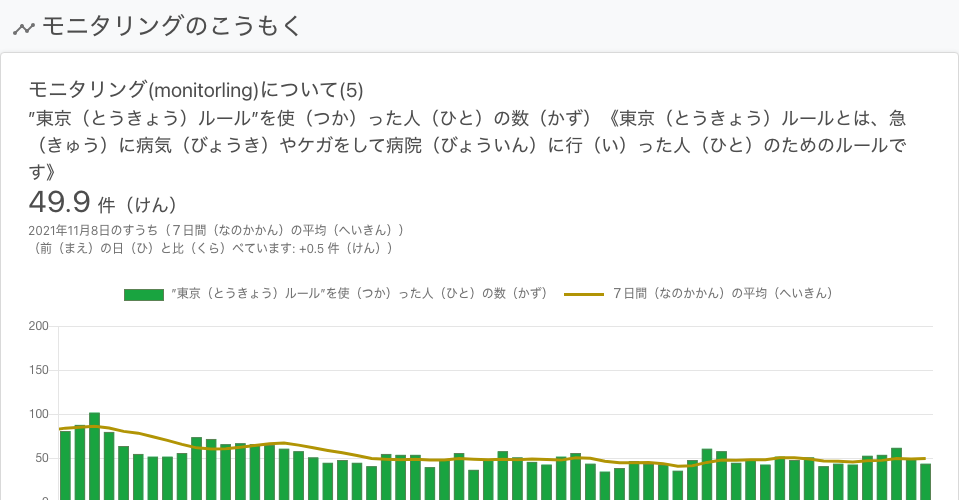 モニタリングのこうもく
モニタリング(monitorling)について(5)
”東京（とうきょう）ルール”を使（つか）った人（ひと）の数（かず）《東京（とうきょう）ルールとは、急
（きゅう）に病気（びょうき）やケガをして病院（びょういん）に行（い）った人（ひと）のためのルールで
す》
49.9 件（けん）
2021年11月8日のすうち（７日間（なのかかん）の平均（へいきん））
（前（まえ）の日（ひ）と比（くら）べています: +0.5 件（けん））
”東京（とうきょう）ルール”を使（つか）った人（ひと）の数（かず） ７日間（なのかかん）の平均（へいきん）
200
150
100
50
0